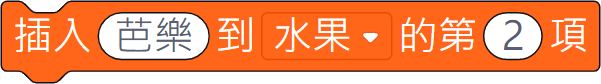 插入 芭樂 到 水果 的第 2 項